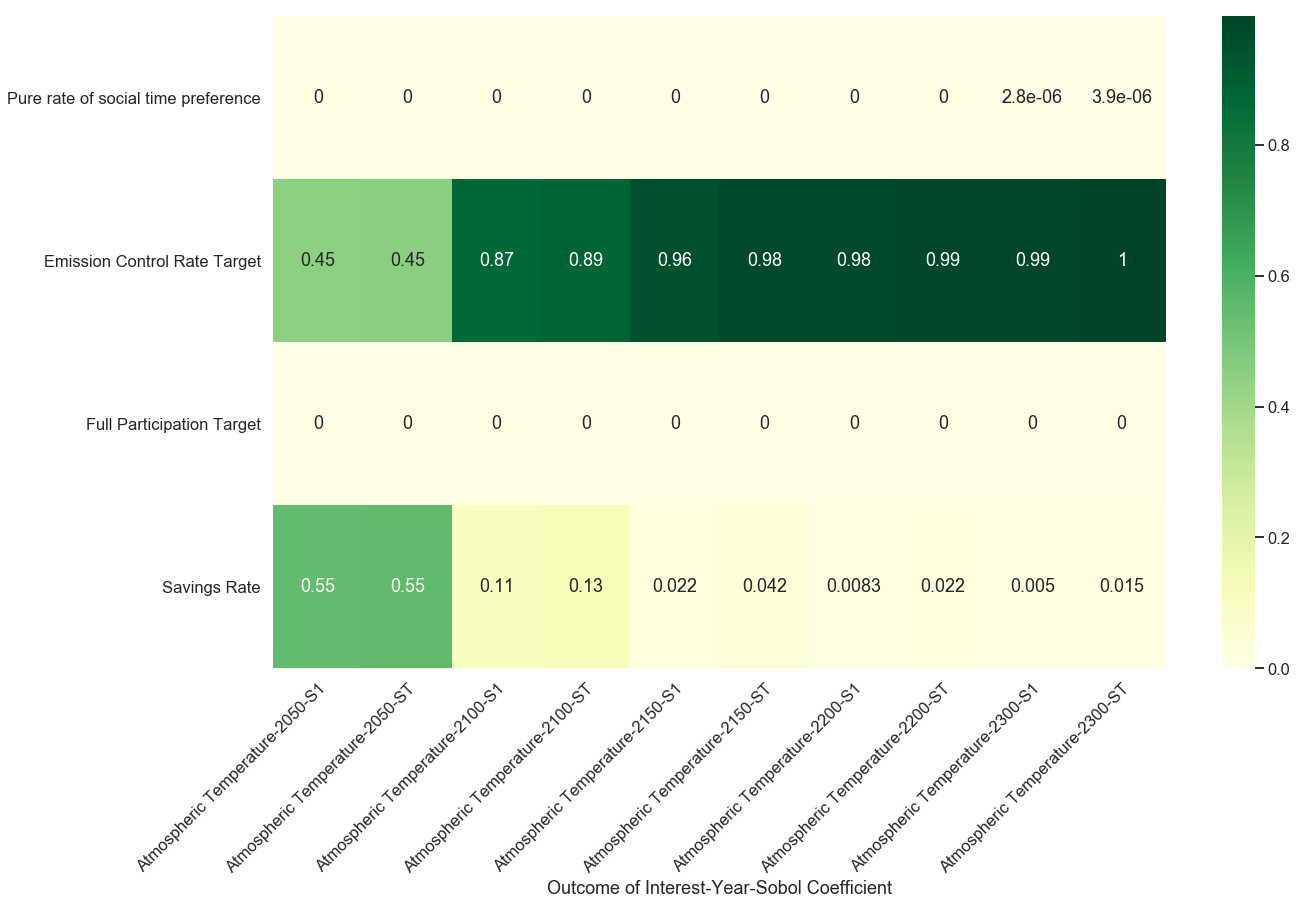 Pure rate of social time preference 0 0 0 0 0 0 0 0 2.8e-06 3.9e-06
Emission Control Rate Target 0.45 0.45 0.87 0.89 0.96 0.98 0.98 0.99 0.99 1
Full Participation Target 0 0 0 0 0 0 0 0 0 0
Savings Rate 0.55 0.55 0.11 0.13 0.022 0.042 0.0083 0.022 0.005 0.015
Atmospheric Temperature-2050-S1
Atmospheric Temperature-2050-ST
Atmospheric Temperature-2100-S1
Atmospheric Temperature-2100-ST
Atmospheric Temperature-2150-S1
Atmospheric Temperature-2150-ST
Atmospheric Temperature-2200-S1
Atmospheric Temperature-2200-ST
Atmospheric Temperature-2300-S1
Atmospheric Temperature-2300-ST
Outcome of Interest-Year-Sobol Coefficient
0.8
0.6
0.4
0.2
0.0